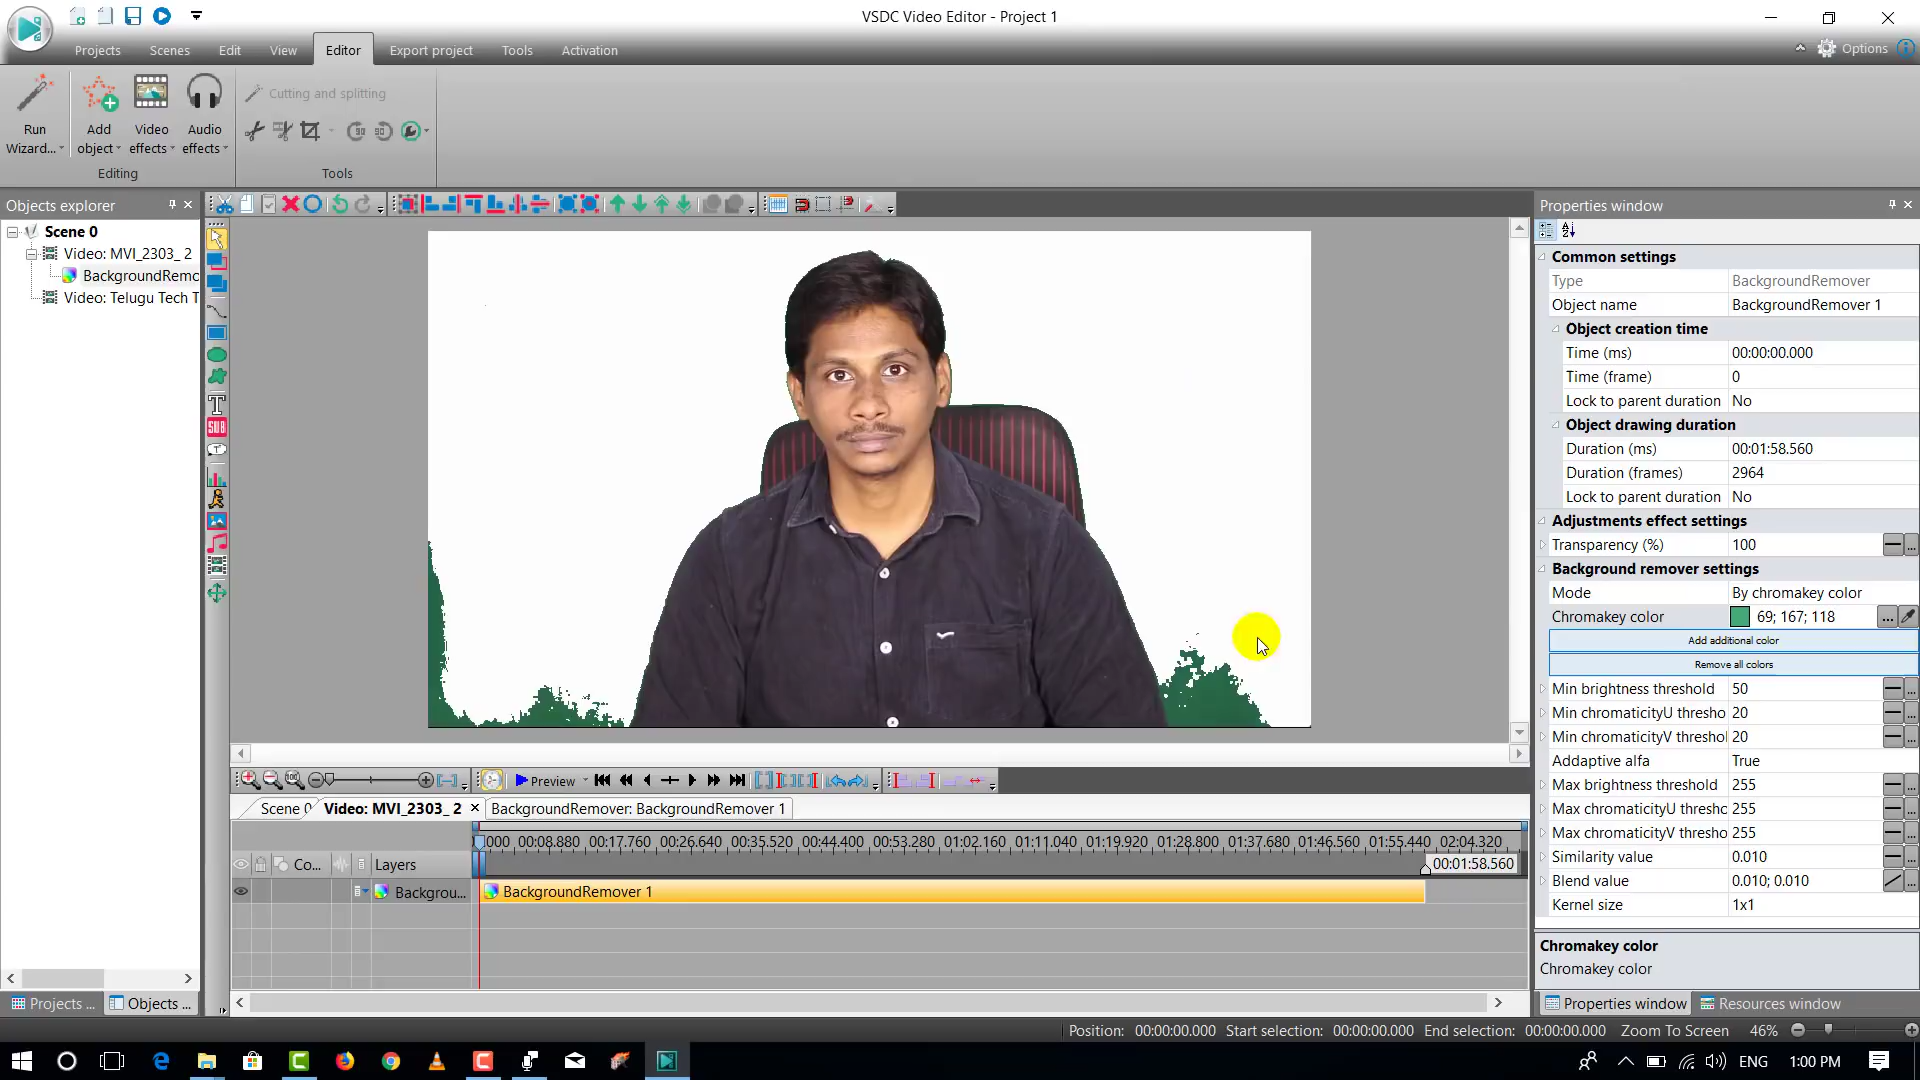 VSDC Video Editor - Project 1
Projects
Scenes
Edit
View
Editor
Export project
Tools
Activation
Options
Run
Wizard...
Add
object
Video
effects
Audio
effects
Cutting and splitting
Editing
Tools
Objects explorer
Scene 0
Video: MVI_2303_ 2
BackgroundRemo
Video: Telugu Tech T
T
SUB
Properties window
Common settings
Type BackgroundRemover
Object name BackgroundRemover 1
Object creation time
Time (ms) 00:00:00.000
Time (frame) 0
Lock to parent duration No
Object drawing duration
Duration (ms) 00:01:58.560
Duration (frames) 2964
Lock to parent duration No
Adjustments effect settings
Transparency (%) 100
Background remover settings
Mode By chromakey color
Chromakey color 69; 167; 118
Add additional color
Remove all colors
Min brightness threshold 50
Min chromaticityU thresho 20
Min chromaticityV threshol 20
Addaptive alfa True
Max brightness threshold 255
Max chromaticityU threshc 255
Max chromaticityV threshc 255
Similarity value 0.010
Blend value 0.010; 0.010
Kernel size 1x1
Chromakey color
Chromakey color
Properties window
Resources window
Preview
Scene 0
Video: MVI_2303_ 2
BackgroundRemover: BackgroundRemover 1
000 00:08.880 00:17.760 00:26.640 00:35.520 00:44.400 00:53.280 01:02.160 01:11.040 01:19.920 01:28.800 01:37.680 01:46.560 01:55.440 02:04.320
Co...
Layers
00:01:58.560
Backgrou...
BackgroundRemover 1
Projects ...
Objects ...
Position: 00:00:00.000 Start selection: 00:00:00.000 End selection: 00:00:00.000 Zoom To Screen 46%
ENG
1:00 PM